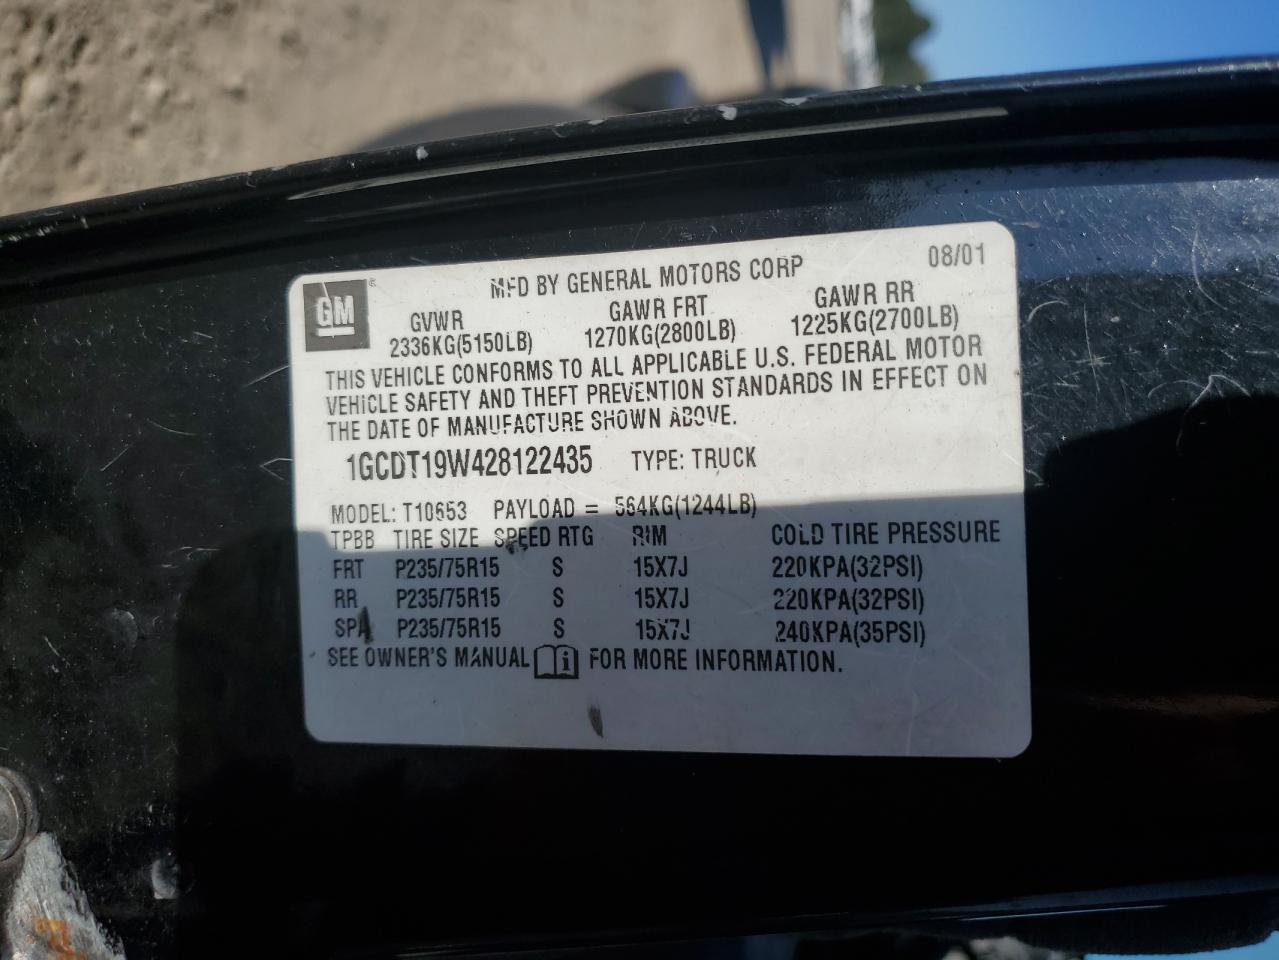 GM
MFD BY GENERAL MOTORS CORP 08/01
GVWR GAWR FRT GAWR RR
2336KG(5150LB) 1270KG(2800LB) 1225KG(2700LB)
THIS VEHICLE CONFORMS TO ALL APPLICABLE U.S. FEDERAL MOTOR
VEHICLE SAFETY AND THEFT PREVENTION STANDARDS IN EFFECT ON
THE DATE OF MANUFACTURE SHOWN ABOVE.
1GCDT19W428122435 TYPE: TRUCK
MODEL: T10653 PAYLOAD = 564KG(1244LB)
TPBB TIRE SIZE SPEED RTG RIM COLD TIRE PRESSURE
FRT P235/75R15 S 15X7J 220KPA(32PSI)
RR P235/75R15 S 15X7J 220KPA(32PSI)
SPA P235/75R15 S 15X7J 240KPA(35PSI)
SEE OWNER'S MANUAL i FOR MORE INFORMATION.